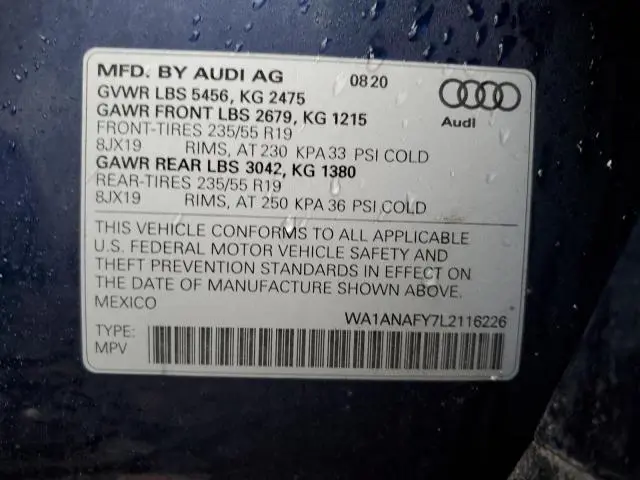 MFD. BY AUDI AG 08 20
GVWR LBS 5456, KG 2475
GAWR FRONT LBS 2679, KG 1215
FRONT-TIRES 235/55 R19
8JX19 RIMS, AT 230 KPA 33 PSI COLD
GAWR REAR LBS 3042, KG 1380
REAR-TIRES 235/55 R19
8JX19 RIMS, AT 250 KPA 36 PSI COLD
Audi
THIS VEHICLE CONFORMS TO ALL APPLICABLE
U.S. FEDERAL MOTOR VEHICLE SAFETY AND
THEFT PREVENTION STANDARDS IN EFFECT ON
THE DATE OF MANUFACTURE SHOWN ABOVE.
MEXICO WA1ANAFY7L2116226
TYPE:
MPV